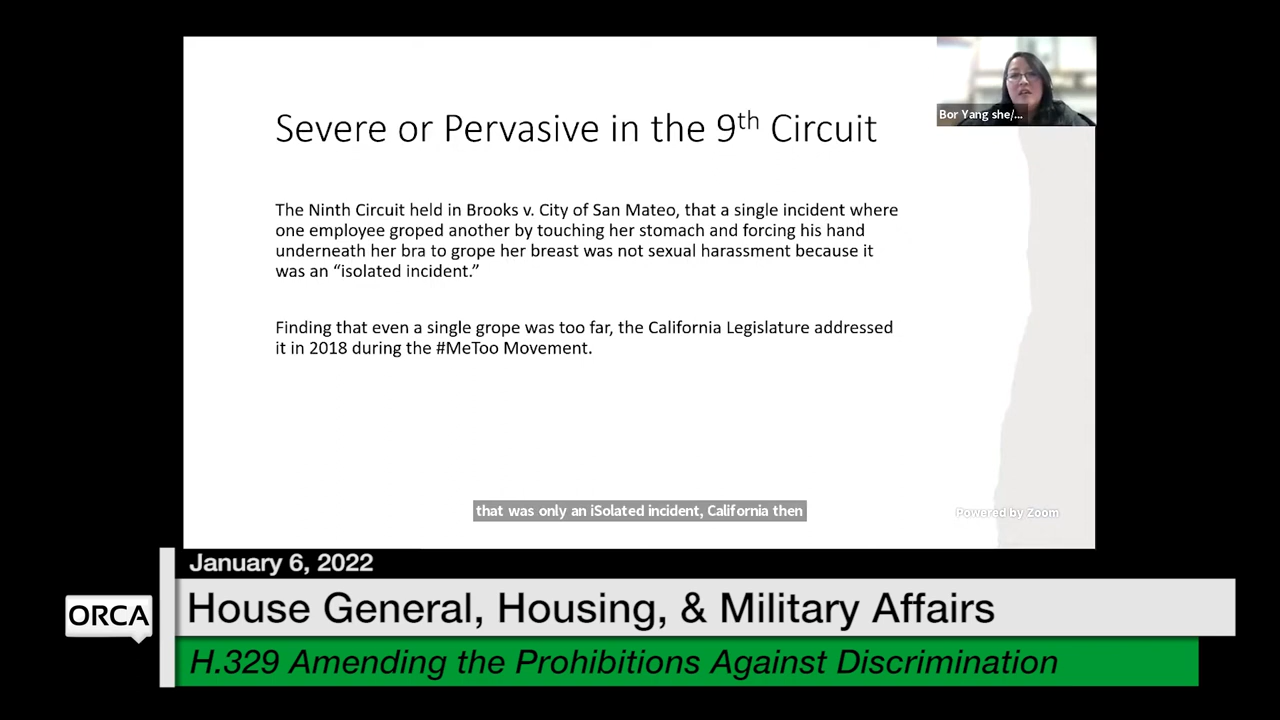 Severe or Pervasive in the 9th Circuit
Bor Yang she/...
The Ninth Circuit held in Brooks v. City of San Mateo, that a single incident where
one employee groped another by touching her stomach and forcing his hand
underneath her bra to grope her breast was not sexual harassment because it
was an “isolated incident.”
Finding that even a single grope was too far, the California Legislature addressed
it in 2018 during the #MeToo Movement.
that was only an iSolated incident, California then
Powered by Zoom
January 6, 2022
ORCA
House General, Housing, & Military Affairs
H.329 Amending the Prohibitions Against Discrimination